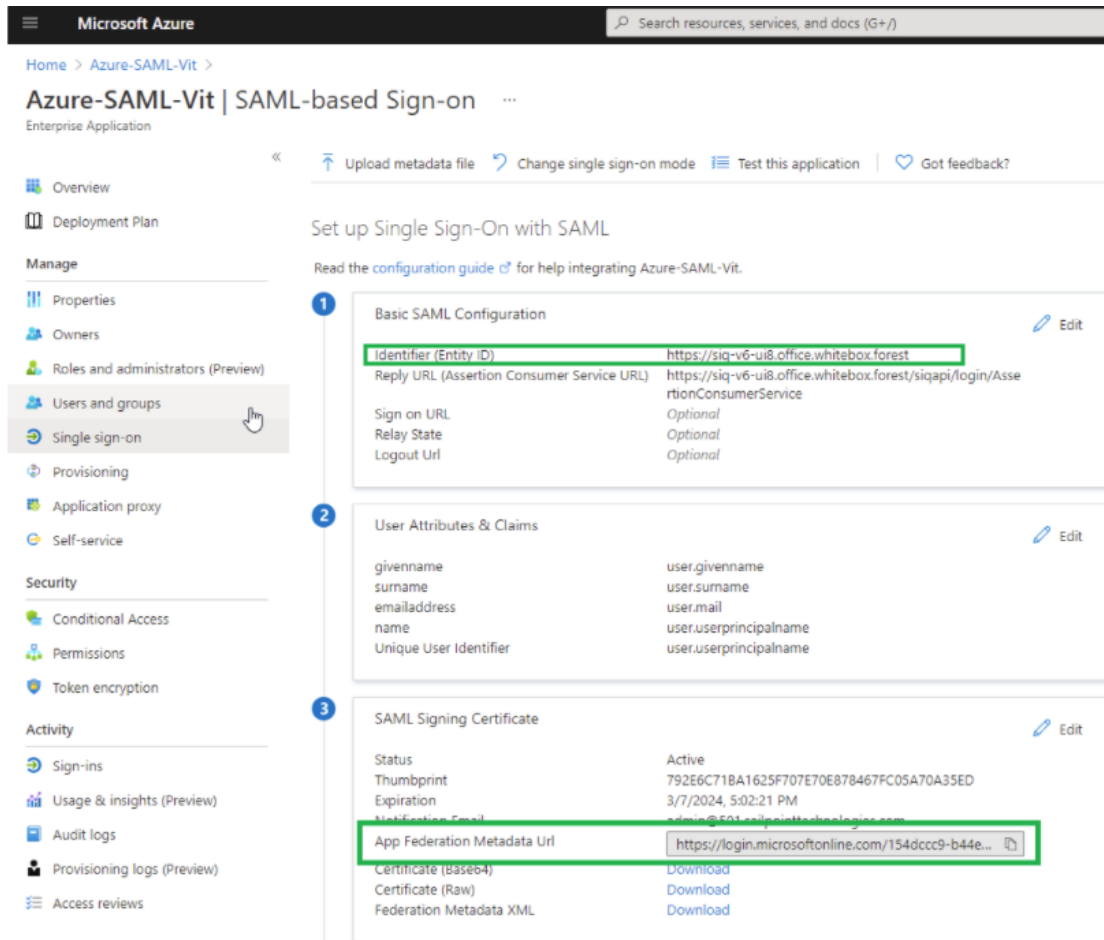 Microsoft Azure
Search resources, services, and docs (G+/)
Home > Azure-SAML-Vit >
Azure-SAML-Vit | SAML-based Sign-on ...
Enterprise Application
«
Upload metadata file
Change single sign-on mode
Test this application
Got feedback?
Overview
Deployment Plan
Manage
Properties
Owners
Roles and administrators (Preview)
Users and groups
Single sign-on
Provisioning
Application proxy
Self-service
Security
Conditional Access
Permissions
Token encryption
Activity
Sign-ins
Usage & insights (Preview)
Audit logs
Provisioning logs (Preview)
Access reviews
Set up Single Sign-On with SAML
Read the configuration guide for help integrating Azure-SAML-Vit.
1
Basic SAML Configuration
Edit
Identifier (Entity ID) https://siq-v6-ui8.office.whitebox.forest
Reply URL (Assertion Consumer Service URL) https://siq-v6-ui8.office.whitebox.forest/siqapi/login/Asse
rtionConsumerService
Sign on URL Optional
Relay State Optional
Logout Url Optional
2
User Attributes & Claims
Edit
givenname user.givenname
surname user.surname
emailaddress user.mail
name user.userprincipalname
Unique User Identifier user.userprincipalname
3
SAML Signing Certificate
Edit
Status Active
Thumbprint 792E6C71BA1625F707E70E878467FC05A70A35ED
Expiration 3/7/2024, 5:02:21 PM
Notification Email
App Federation Metadata Url https://login.microsoftonline.com/154dccc9-b44e...
Certificate (Base64) Download
Certificate (Raw) Download
Federation Metadata XML Download